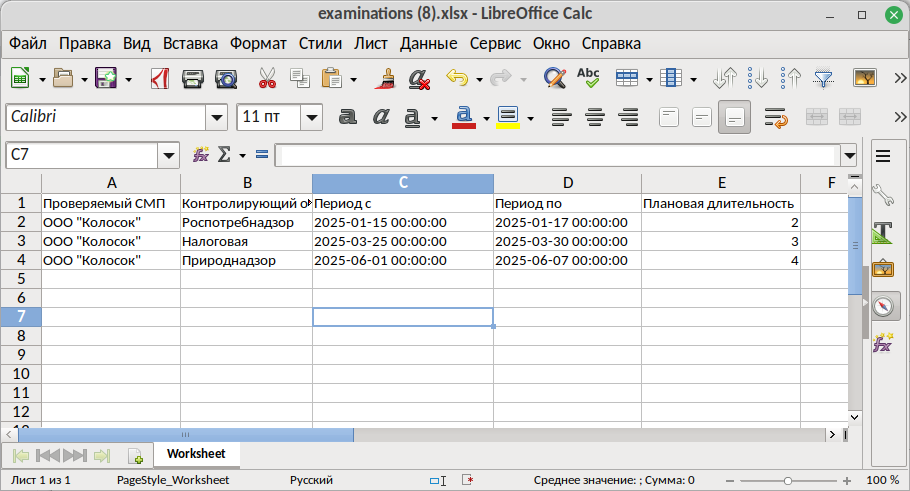 examinations (8).xlsx - LibreOffice Calc
Файл Правка Вид Вставка Формат Стили Лист Данные Сервис Окно Справка
Abc
Calibri 11 пт a a a a
C7 fx Σ =
A B C D E F
1 Проверяемый СМП Контролирующий о Период с Период по Плановая длительность
2 ООО "Колосок" Роспотребнадзор 2025-01-15 00:00:00 2025-01-17 00:00:00 2
3 ООО "Колосок" Налоговая 2025-03-25 00:00:00 2025-03-30 00:00:00 3
4 ООО "Колосок" Природнадзор 2025-06-01 00:00:00 2025-06-07 00:00:00 4
5
6
7
8
9
10
11
12
Worksheet
Лист 1 из 1 PageStyle_Worksheet Русский Среднее значение: ; Сумма: 0 100 %